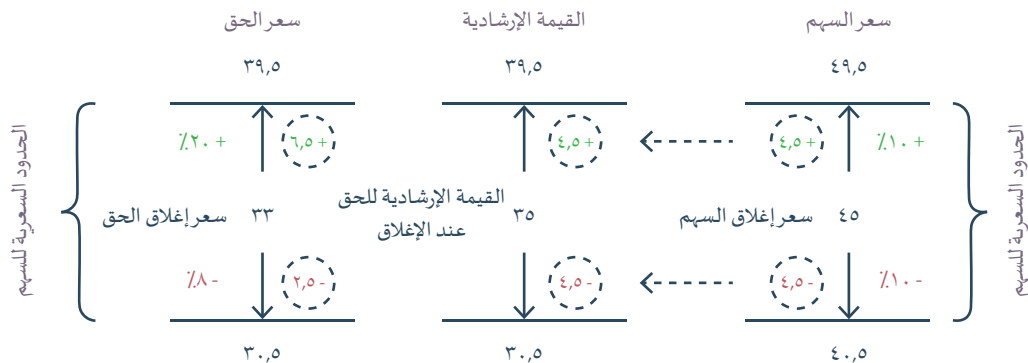 سعر السهم
القيمة الإرشادية
سعر الحق
٤٩,٥
٣٩,٥
٣٩,٥
الحدود السعرية للسهم
+ ١٠٪
+ ٤,٥
+ ٤,٥
+ ٦,٥
+ ٢٠٪
الحدود السعرية للسهم
٤٥
سعر إغلاق السهم
٣٥
القيمة الإرشادية للحق
عند الإغلاق
٣٣
سعر إغلاق الحق
- ١٠٪
- ٤,٥
- ٤,٥
- ٢,٥
- ٨٪
٤٠,٥
٣٠,٥
٣٠,٥